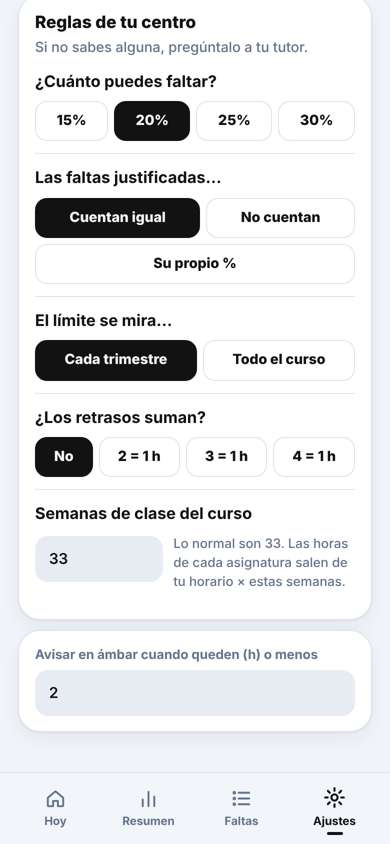 Reglas de tu centro
Si no sabes alguna, pregúntalo a tu tutor.
¿Cuánto puedes faltar?
15%
20%
25%
30%
Las faltas justificadas...
Cuentan igual
No cuentan
Su propio %
El límite se mira...
Cada trimestre
Todo el curso
¿Los retrasos suman?
No
2 = 1 h
3 = 1 h
4 = 1 h
Semanas de clase del curso
33
Lo normal son 33. Las horas
de cada asignatura salen de
tu horario × estas semanas.
Avisar en ámbar cuando queden (h) o menos
2
Hoy
Resumen
Faltas
Ajustes